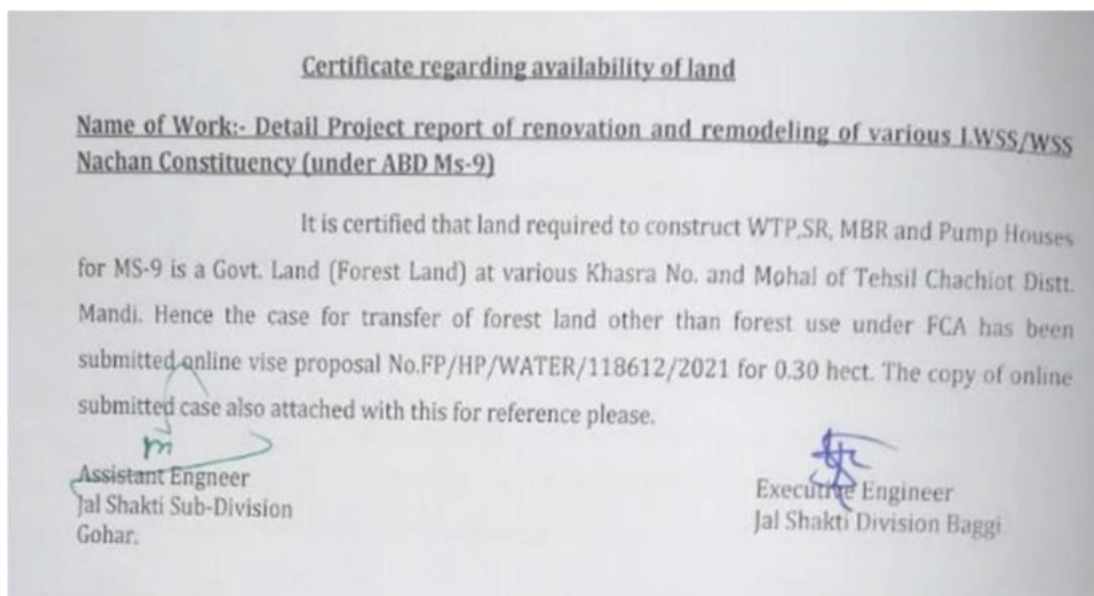 Certificate regarding availability of land
Name of Work:- Detail Project report of renovation and remodeling of various LWSS/WSS
Nachan Constituency (under ABD Ms-9)
It is certified that land required to construct WTP,SR, MBR and Pump Houses
for MS-9 is a Govt. Land (Forest Land) at various Khasra No. and Mohal of Tehsil Chachiot Distt.
Mandi. Hence the case for transfer of forest land other than forest use under FCA has been
submitted online vise proposal No.FP/HP/WATER/118612/2021 for 0.30 hect. The copy of online
submitted case also attached with this for reference please.
Assistant Engneer
Jal Shakti Sub-Division
Gohar.
Executive Engineer
Jal Shakti Division Baggi